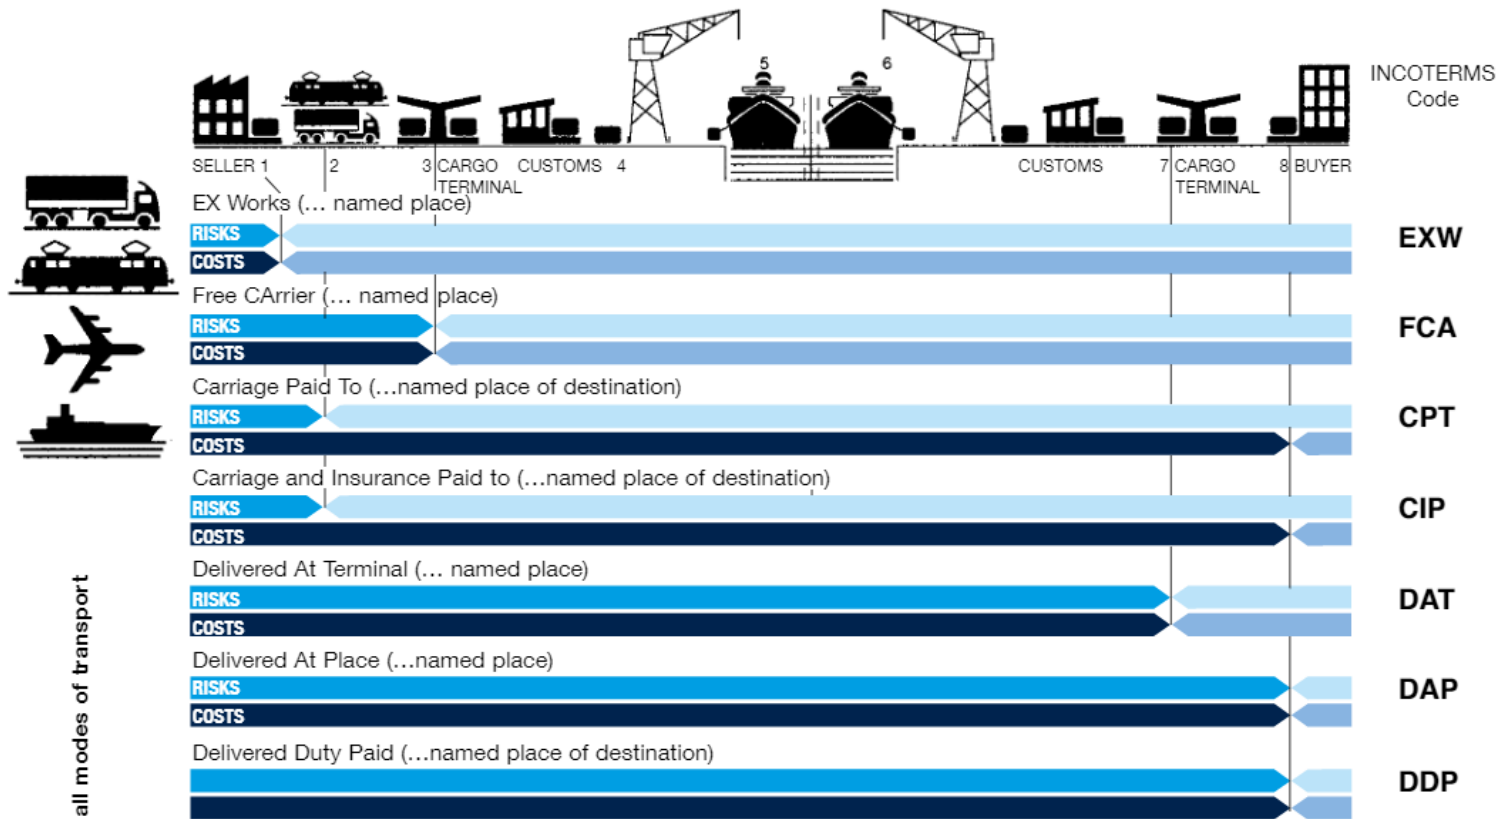 5 6
INCOTERMS
Code
SELLER 1 2 3 CARGO CUSTOMS 4 CUSTOMS 7 CARGO 8 BUYER
TERMINAL TERMINAL
EX Works (... named place)
RISKS
COSTS
EXW
Free CArrier (... named place)
RISKS
COSTS
FCA
Carriage Paid To (...named place of destination)
RISKS
COSTS
CPT
Carriage and Insurance Paid to (...named place of destination)
RISKS
COSTS
CIP
Delivered At Terminal (... named place)
RISKS
COSTS
DAT
Delivered At Place (...named place)
RISKS
COSTS
DAP
Delivered Duty Paid (...named place of destination)
DDP
all modes of transport